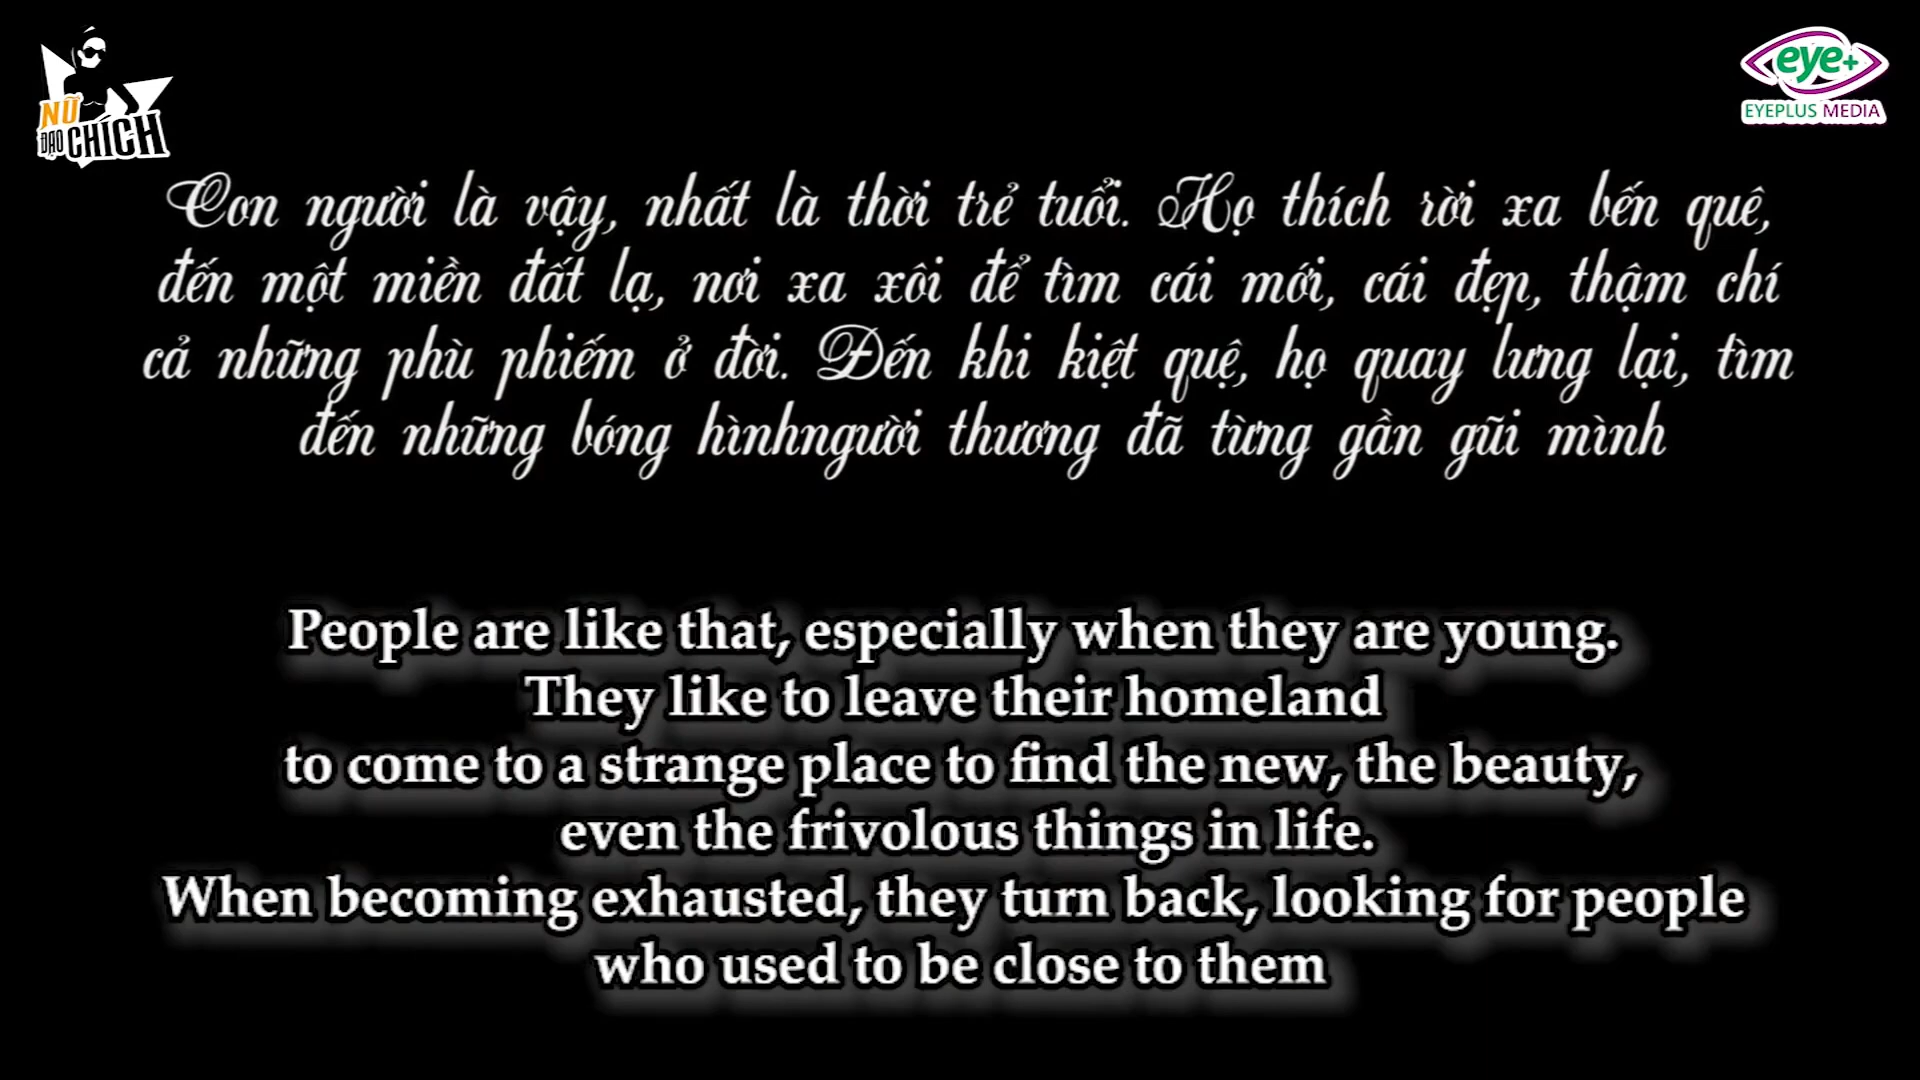 NỮ
ĐẠO CHÍCH
eye+
EYEPLUS MEDIA
Con người là vậy, nhất là thời trẻ tuổi. Họ thích rời xa bến quê,
đến một miền đất lạ, nơi xa xôi để tìm cái mới, cái đẹp, thậm chí
cả những phù phiếm ở đời. Đến khi kiệt quệ, họ quay lưng lại, tìm
đến những bóng hìnhngười thương đã từng gần gũi mình
People are like that, especially when they are young.
They like to leave their homeland
to come to a strange place to find the new, the beauty,
even the frivolous things in life.
When becoming exhausted, they turn back, looking for people
who used to be close to them